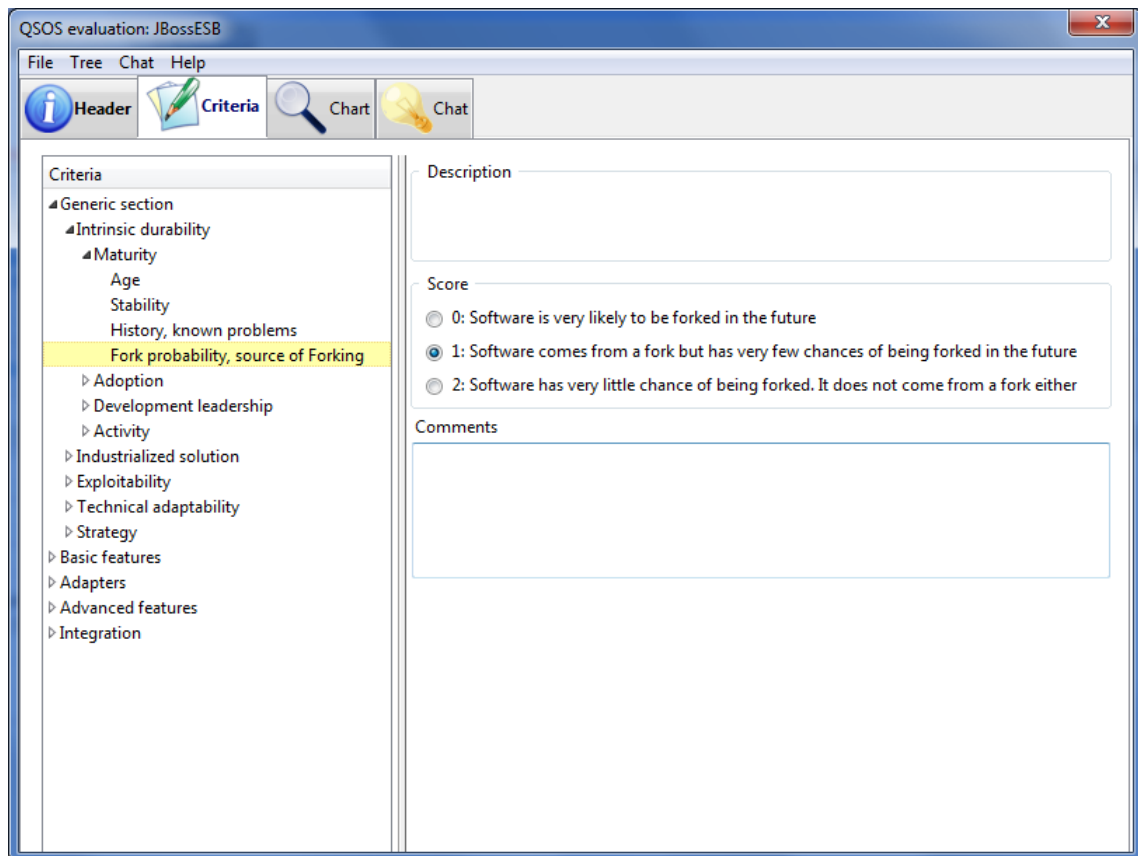 QSOS evaluation: JBossESB
File Tree Chat Help
Header Criteria Chart Chat
Criteria
Generic section
Intrinsic durability
Maturity
Age
Stability
History, known problems
Fork probability, source of Forking
Adoption
Development leadership
Activity
Industrialized solution
Exploitability
Technical adaptability
Strategy
Basic features
Adapters
Advanced features
Integration
Description
Score
0: Software is very likely to be forked in the future
1: Software comes from a fork but has very few chances of being forked in the future
2: Software has very little chance of being forked. It does not come from a fork either
Comments